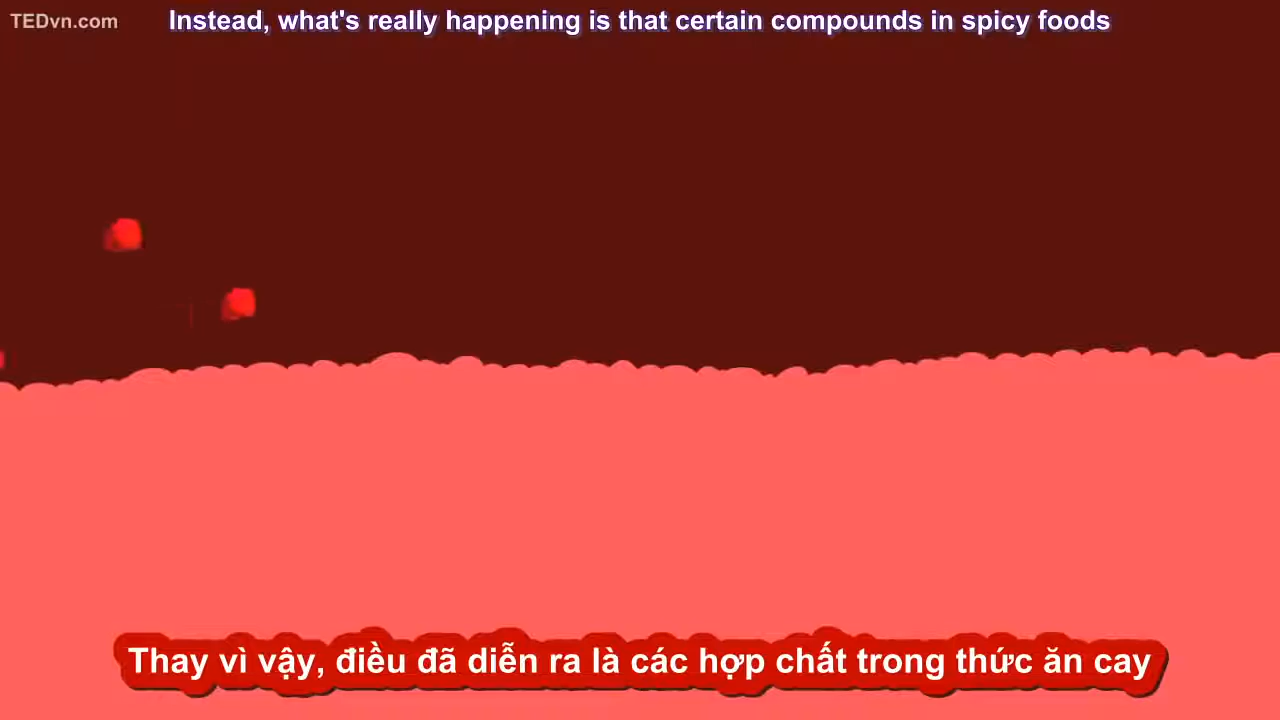 TEDvn.com
Instead, what's really happening is that certain compounds in spicy foods
Thay vì vậy, điều đã diễn ra là các hợp chất trong thức ăn cay